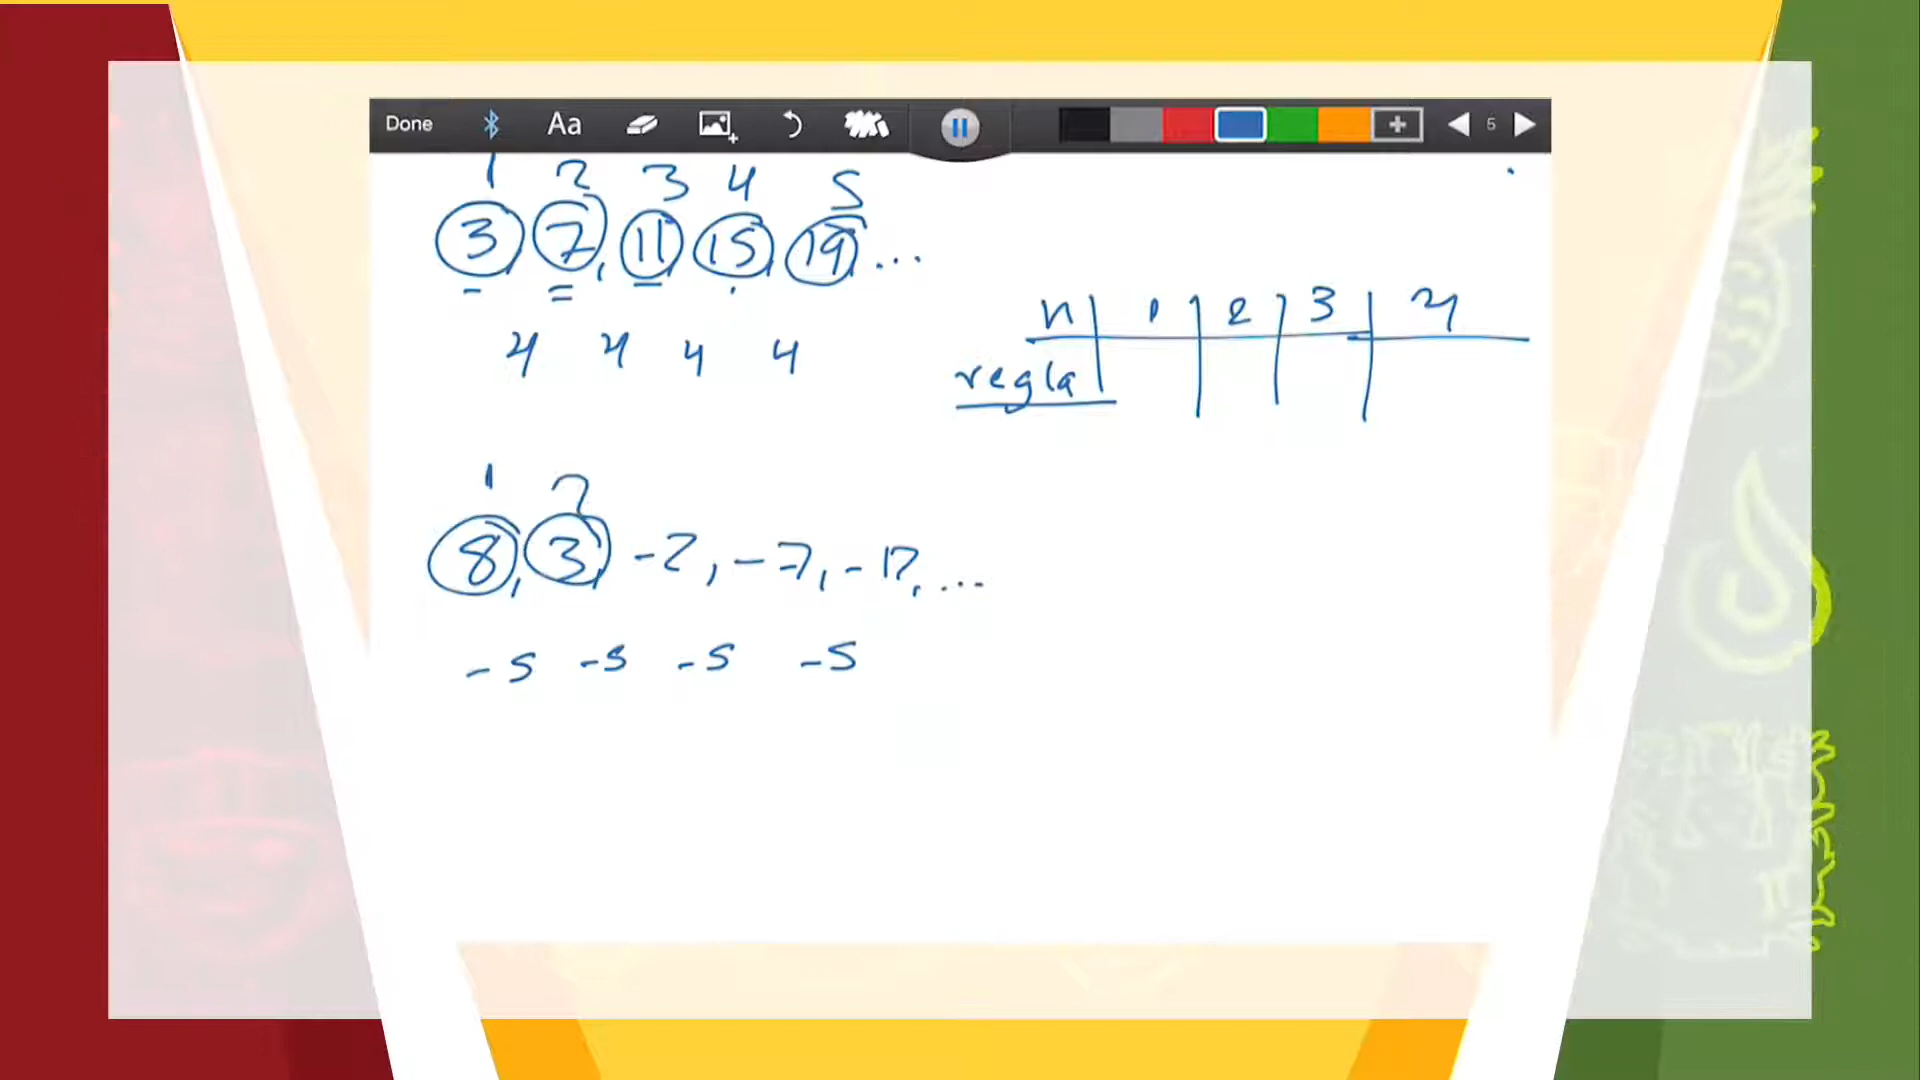 Done Aa 5
1 2 3 4 5
3, 7, 11, 15, 19, ...
4 4 4 4
n 1 2 3 4
regla
1 2
8, 3, -2, -7, -12, ...
-5 -5 -5 -5